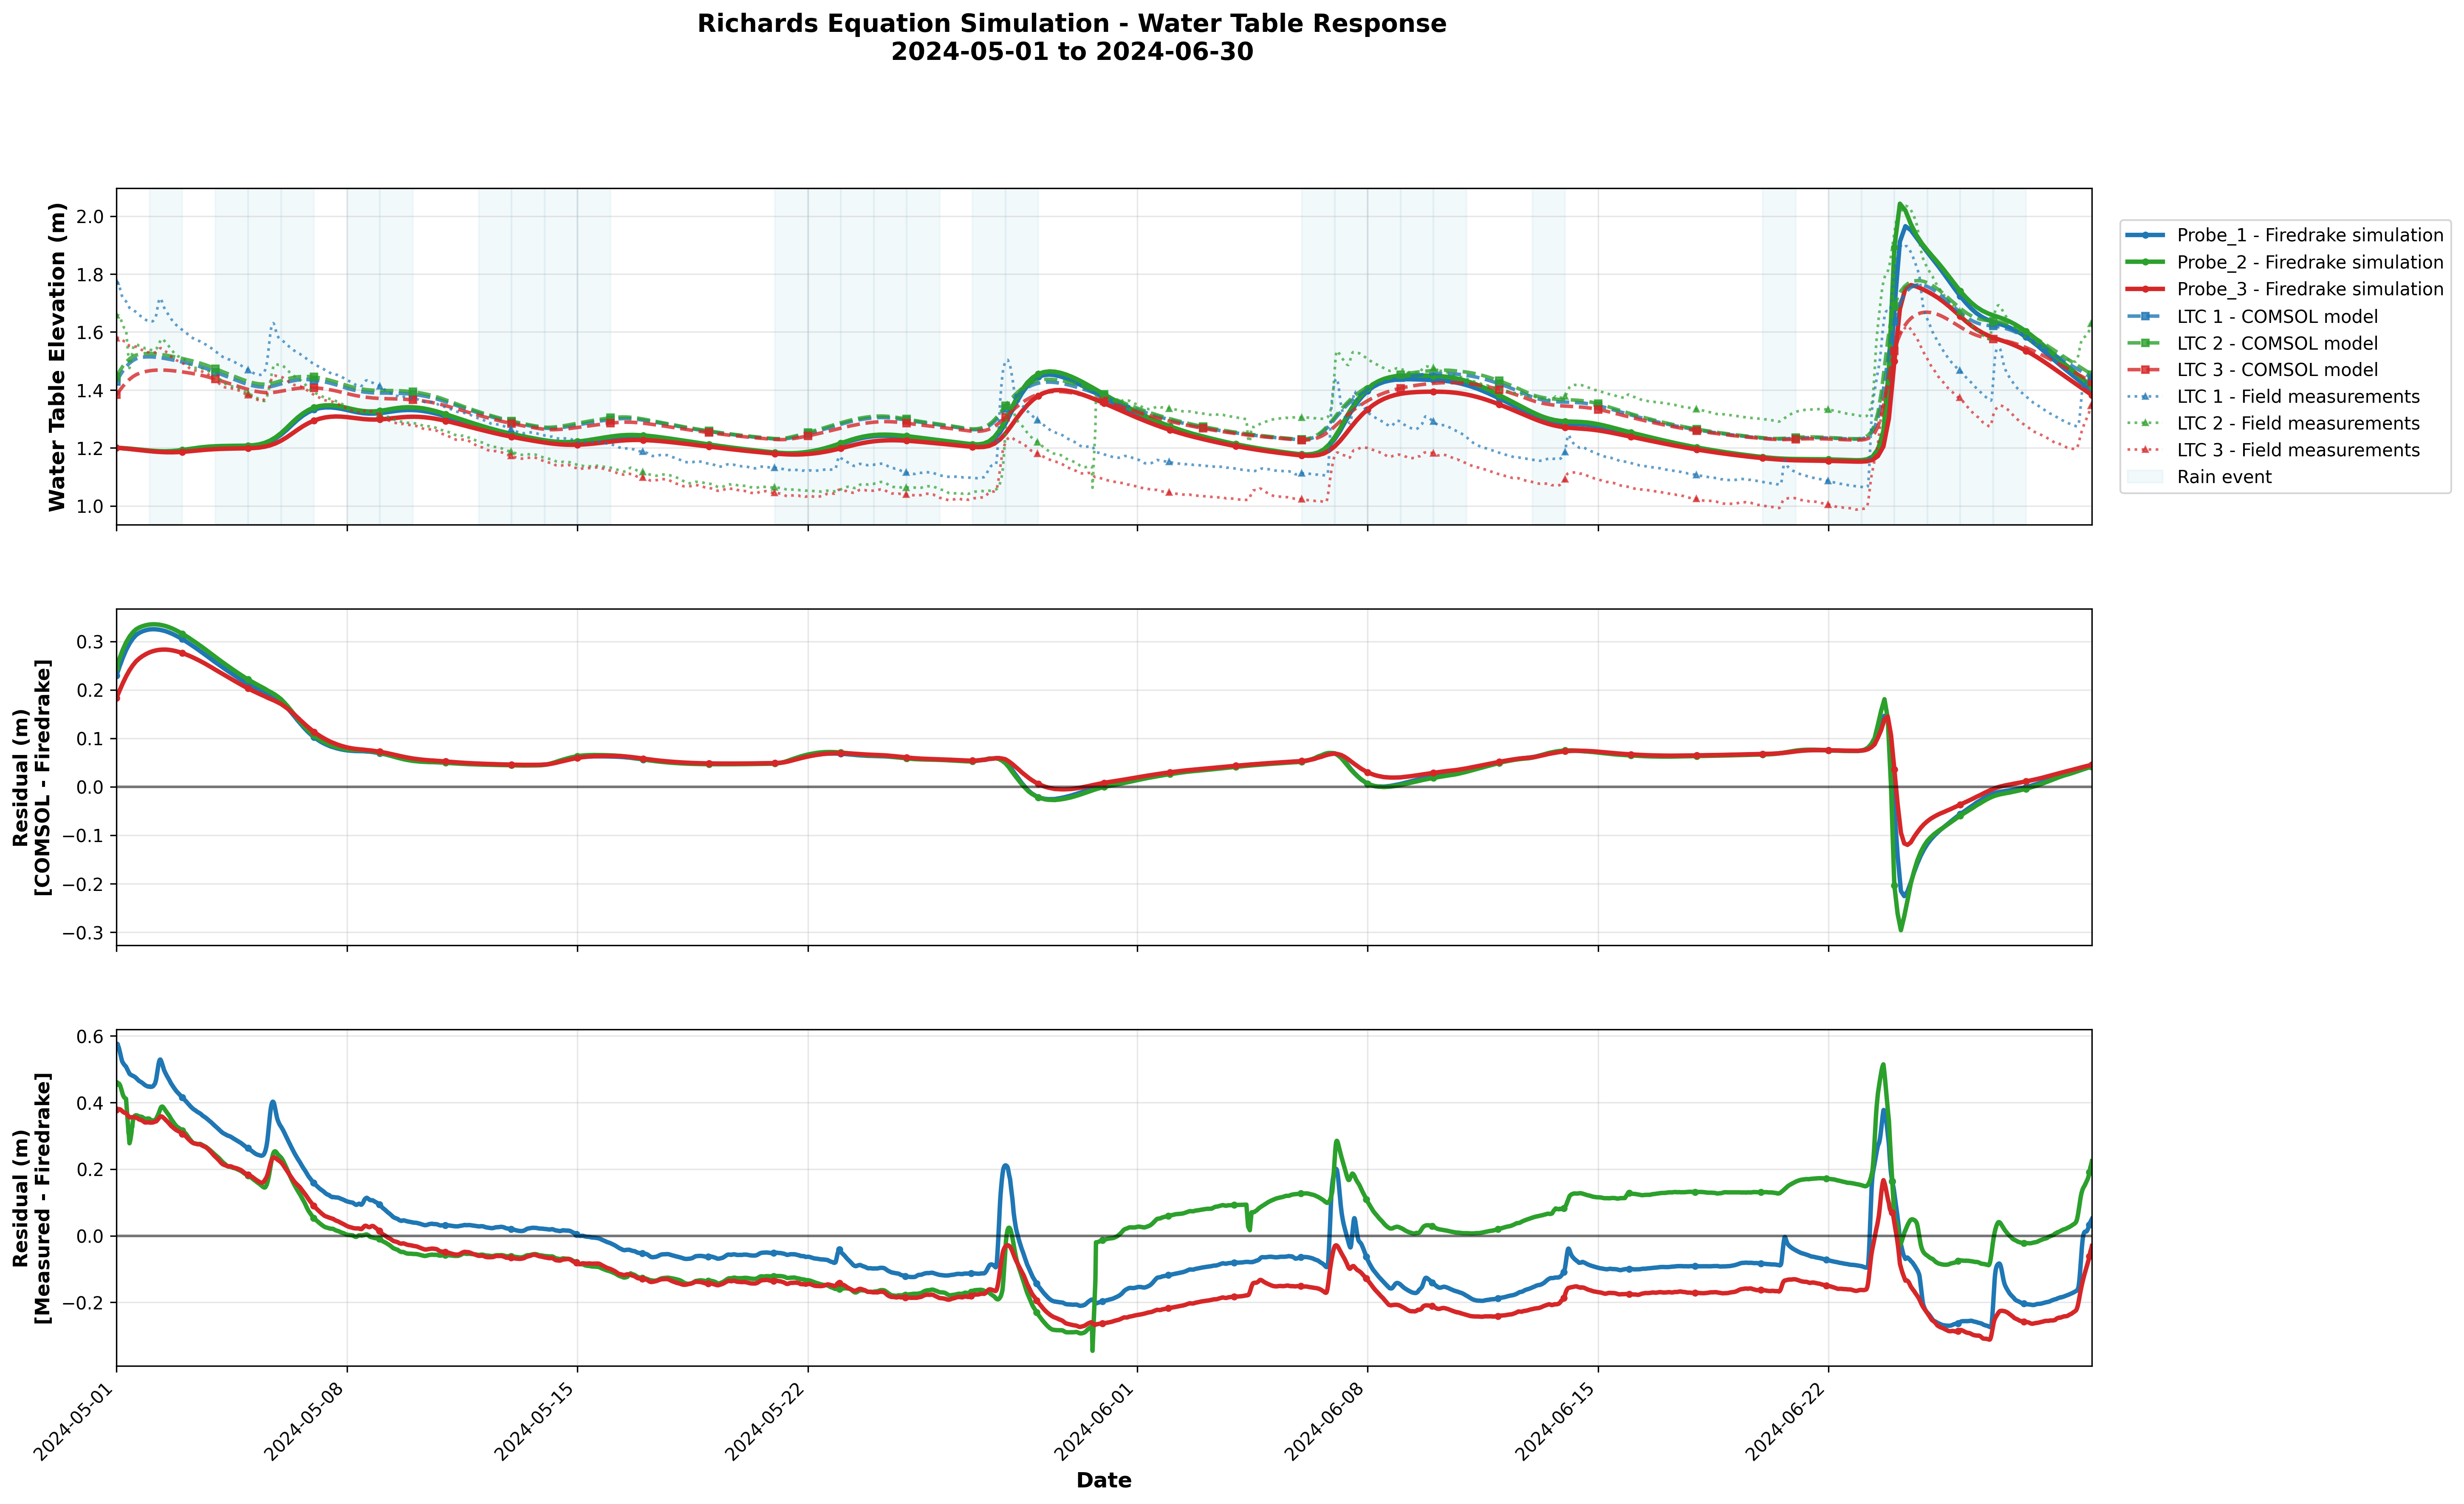 Richards Equation Simulation - Water Table Response
2024-05-01 to 2024-06-30
Water Table Elevation (m)
2.0
1.8
1.6
1.4
1.2
1.0
Probe_1 - Firedrake simulation
Probe_2 - Firedrake simulation
Probe_3 - Firedrake simulation
LTC 1 - COMSOL model
LTC 2 - COMSOL model
LTC 3 - COMSOL model
LTC 1 - Field measurements
LTC 2 - Field measurements
LTC 3 - Field measurements
Rain event
Residual (m)
[COMSOL - Firedrake]
0.3
0.2
0.1
0.0
−0.1
−0.2
−0.3
Residual (m)
[Measured - Firedrake]
0.6
0.4
0.2
0.0
−0.2
2024-05-01
2024-05-08
2024-05-15
2024-05-22
2024-06-01
2024-06-08
2024-06-15
2024-06-22
Date